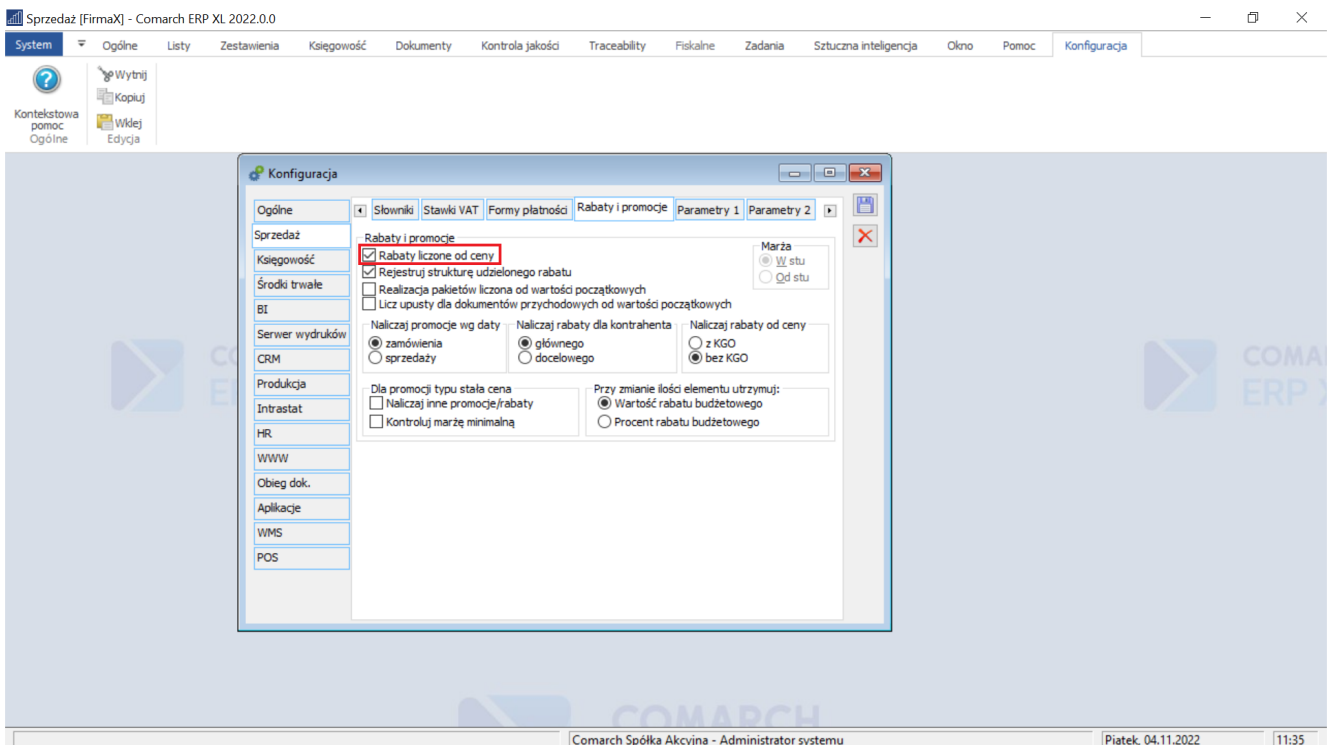 Sprzedaż [FirmaX] - Comarch ERP XL 2022.0.0
System Ogólne Listy Zestawienia Księgowość Dokumenty Kontrola jakości Traceability Fiskalne Zadania Sztuczna inteligencja Okno Pomoc Konfiguracja
Kontekstowa pomoc
Wytnij
Kopiuj
Wklej
Ogólne Edycja
Konfiguracja
Ogólne
Sprzedaż
Księgowość
Środki trwałe
BI
Serwer wydruków
CRM
Produkcja
Intrastat
HR
WWW
Obieg dok.
Aplikacje
WMS
POS
Słowniki Stawki VAT Formy płatności Rabaty i promocje Parametry 1 Parametry 2
Rabaty i promocje
Rabaty liczone od ceny
Rejestruj strukturę udzielonego rabatu
Realizacja pakietów liczona od wartości początkowych
Licz upusty dla dokumentów przychodowych od wartości początkowych
Marża
W stu
Od stu
Naliczaj promocje wg daty
zamówienia
sprzedaży
Naliczaj rabaty dla kontrahenta
głównego
docelowego
Naliczaj rabaty od ceny
z KGO
bez KGO
Dla promocji typu stała cena
Naliczaj inne promocje/rabaty
Kontroluj marżę minimalną
Przy zmianie ilości elementu utrzymuj:
Wartość rabatu budżetowego
Procent rabatu budżetowego
COMARCH
Comarch Spółka Akcyjna - Administrator systemu
Piątek, 04.11.2022
11:35